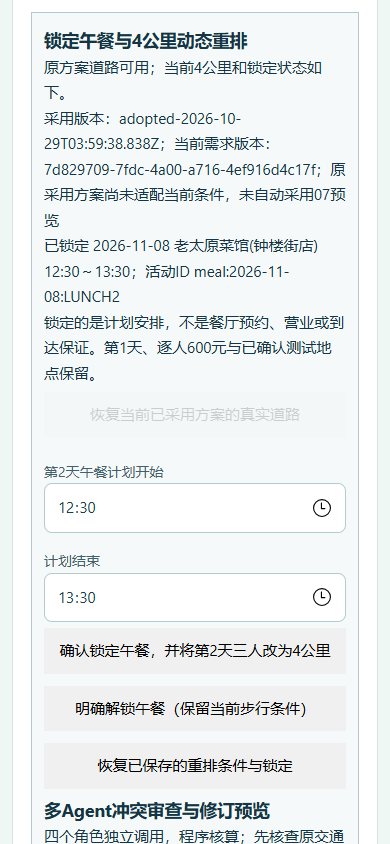 锁定午餐与4公里动态重排
原方案道路可用；当前4公里和锁定状态如
下。
采用版本：adopted-2026-10-
29T03:59:38.838Z；当前需求版本：
7d829709-7fdc-4a00-a716-4ef916d4c17f；原
采用方案尚未适配当前条件，未自动采用07预
览
已锁定 2026-11-08 老太原菜馆(钟楼街店)
12:30～13:30；活动ID meal:2026-11-
08:LUNCH2
锁定的是计划安排，不是餐厅预约、营业或到
达保证。第1天、逐人600元与已确认测试地
点保留。
恢复当前已采用方案的真实道路
第2天午餐计划开始
12:30
计划结束
13:30
确认锁定午餐，并将第2天三人改为4公里
明确解锁午餐（保留当前步行条件）
恢复已保存的重排条件与锁定
多Agent冲突审查与修订预览
四个角色独立调用，程序核算；先核查原交通